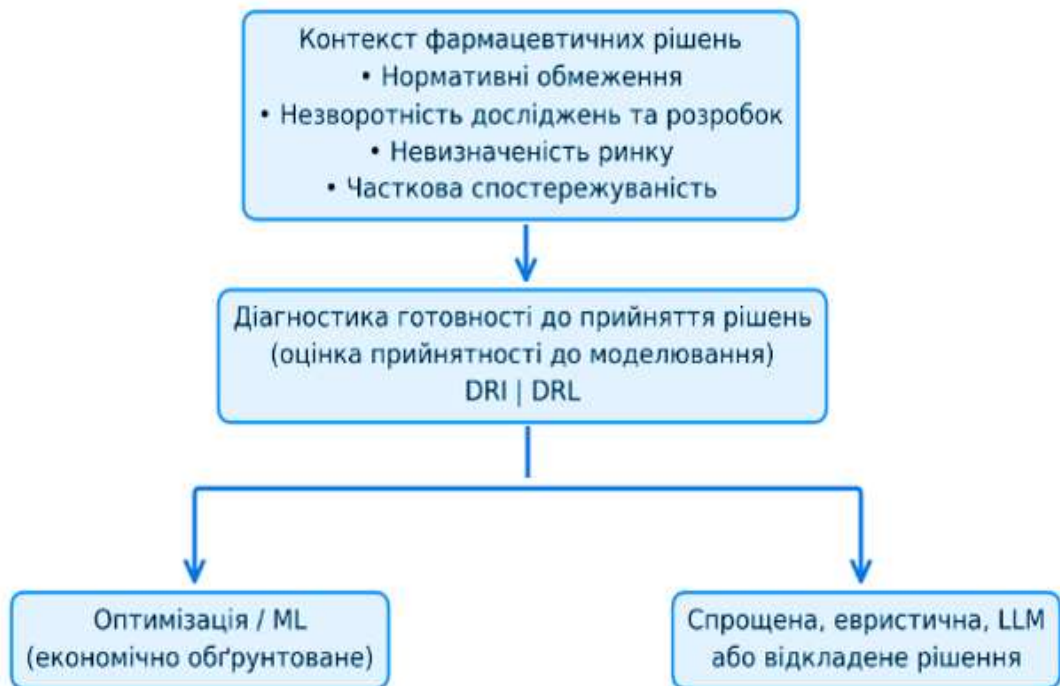 Контекст фармацевтичних рішень
• Нормативні обмеження
• Незворотність досліджень та розробок
• Невизначеність ринку
• Часткова спостережуваність
Діагностика готовності до прийняття рішень
(оцінка прийнятності до моделювання)
DRI | DRL
Оптимізація / ML
(економічно обґрунтоване)
Спрощена, евристична, LLM
або відкладене рішення